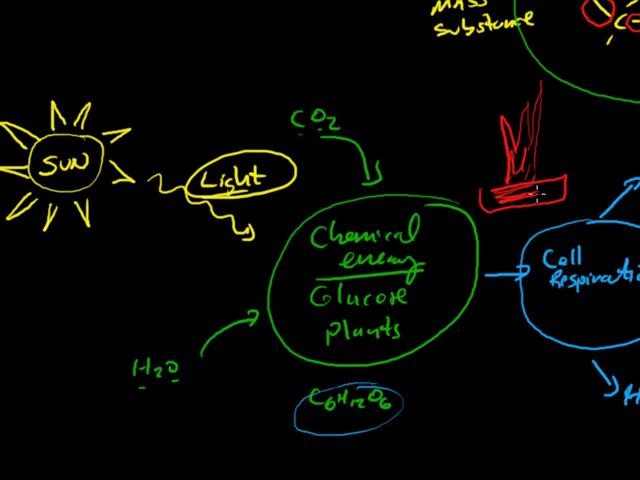 MASS
Substance
C
CO2
SUN
Light
Chemical
energy
Glucose
Plants
Cell
Respiratio
H2O
C6H12O6
H